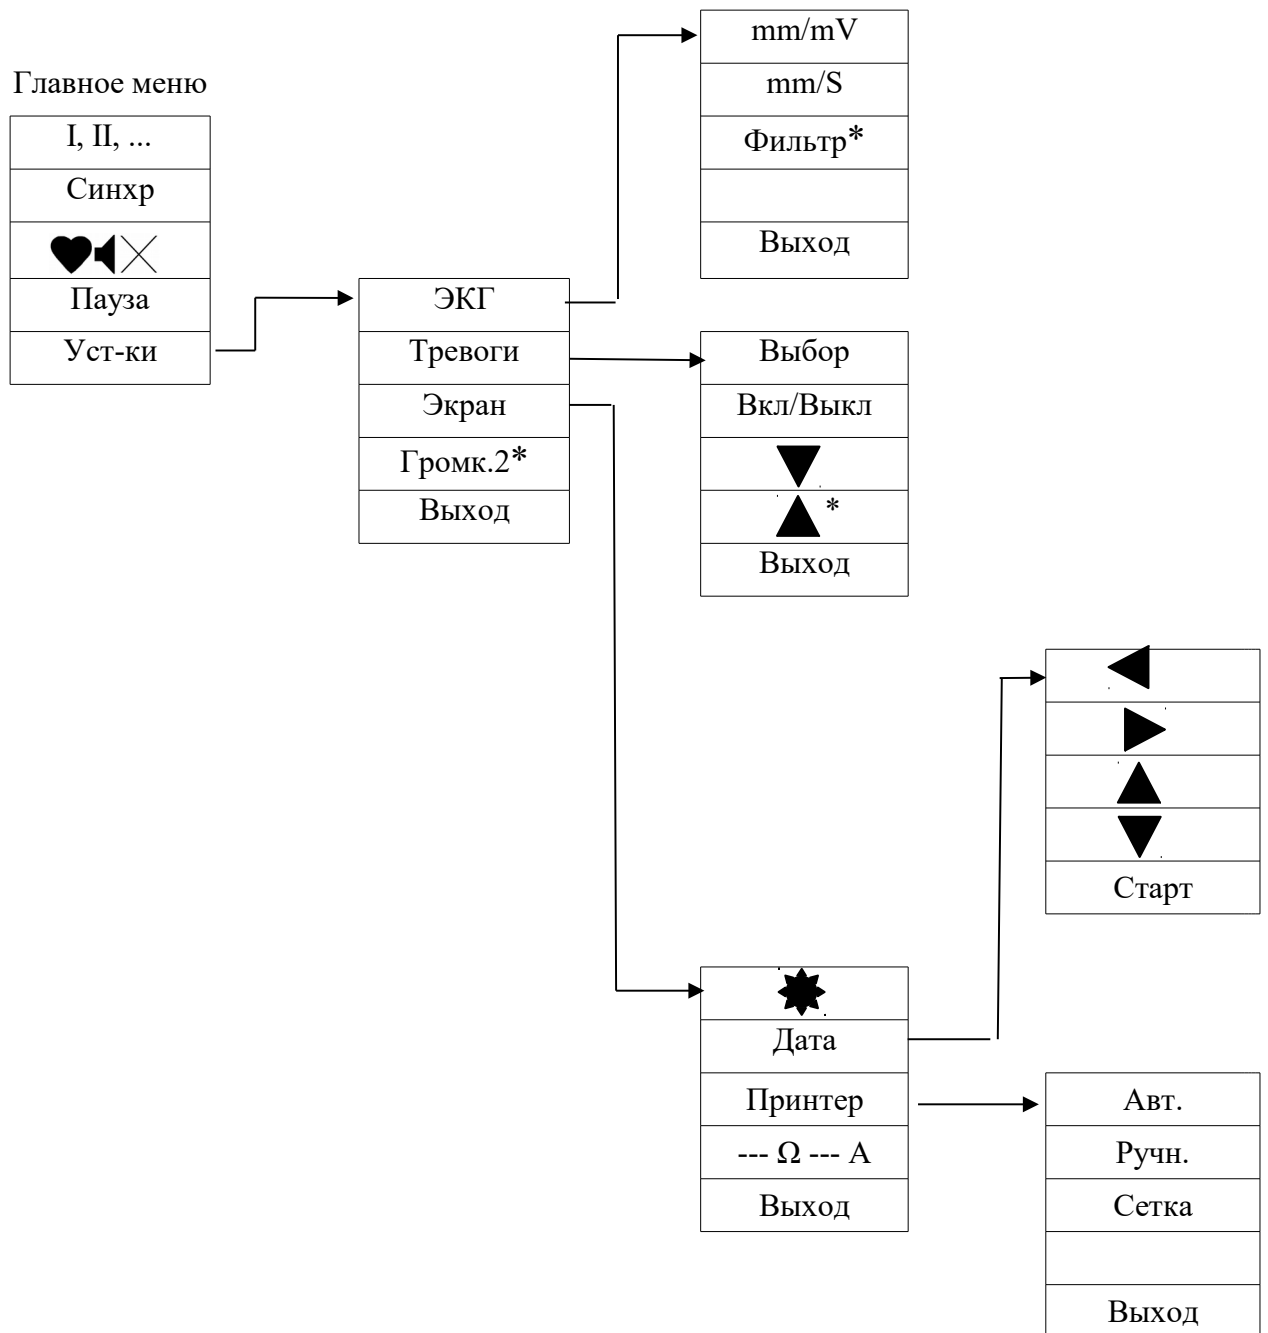 Главное меню
I, II, ...
Синхр
Пауза
Уст-ки
ЭКГ
Тревоги
Экран
Громк.2*
Выход
mm/mV
mm/S
Фильтр*
Выход
Выбор
Вкл/Выкл
*
Выход
Дата
Принтер
--- Ω --- А
Выход
Старт
Авт.
Ручн.
Сетка
Выход